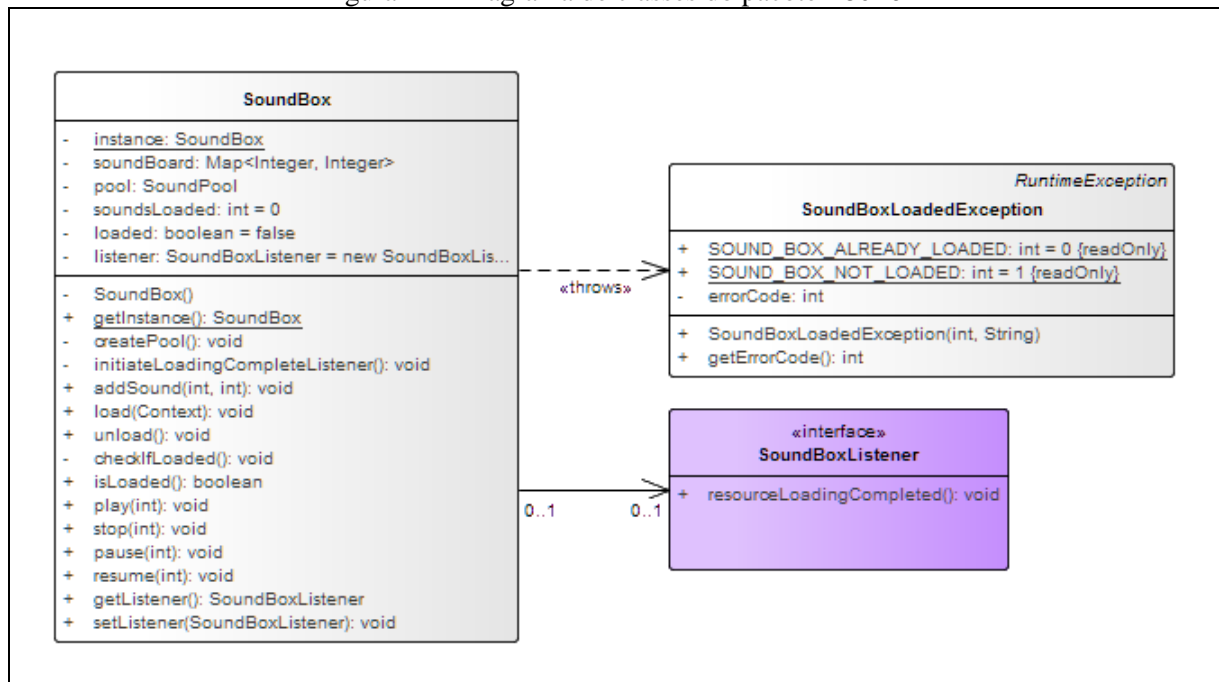 SoundBox
- instance: SoundBox
- soundBoard: Map<Integer, Integer>
- pool: SoundPool
- soundsLoaded: int = 0
- loaded: boolean = false
- listener: SoundBoxListener = new SoundBoxLis...
- SoundBox()
+ getInstance(): SoundBox
- createPool(): void
- initiateLoadingCompleteListener(): void
+ addSound(int, int): void
+ load(Context): void
+ unload(): void
- checkIfLoaded(): void
+ isLoaded(): boolean
+ play(int): void
+ stop(int): void
+ pause(int): void
+ resume(int): void
+ getListener(): SoundBoxListener
+ setListener(SoundBoxListener): void
«throws»
0..1
0..1
RuntimeException
SoundBoxLoadedException
+ SOUND_BOX_ALREADY_LOADED: int = 0 {readOnly}
+ SOUND_BOX_NOT_LOADED: int = 1 {readOnly}
- errorCode: int
+ SoundBoxLoadedException(int, String)
+ getErrorCode(): int
«interface»
SoundBoxListener
+ resourceLoadingCompleted(): void